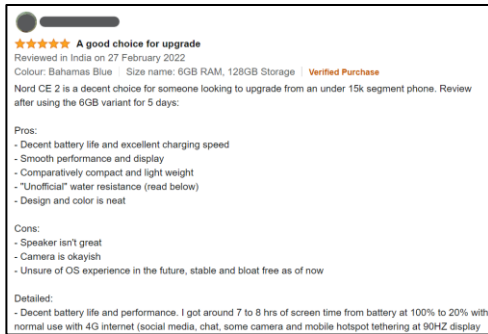 A good choice for upgrade
Reviewed in India on 27 February 2022
Colour: Bahamas Blue | Size name: 6GB RAM, 128GB Storage | Verified Purchase
Nord CE 2 is a decent choice for someone looking to upgrade from an under 15k segment phone. Review
after using the 6GB variant for 5 days:
Pros:
- Decent battery life and excellent charging speed
- Smooth performance and display
- Comparatively compact and light weight
- "Unofficial" water resistance (read below)
- Design and color is neat
Cons:
- Speaker isn't great
- Camera is okayish
- Unsure of OS experience in the future, stable and bloat free as of now
Detailed:
- Decent battery life and performance. I got around 7 to 8 hrs of screen time from battery at 100% to 20% with
normal use with 4G internet (social media, chat, some camera and mobile hotspot tethering at 90HZ display